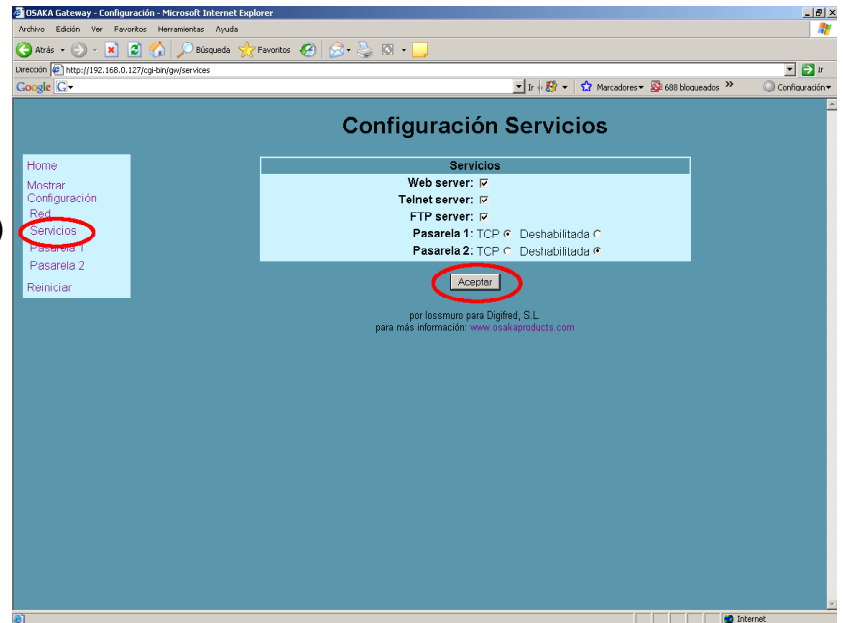 OSAKA Gateway - Configuración - Microsoft Internet Explorer
Archivo Edición Ver Favoritos Herramientas Ayuda
Atrás Búsqueda Favoritos
Dirección http://192.168.0.127/cgi-bin/gw/services Ir
Google G Ir Marcadores 688 bloqueados » Configuración
Configuración Servicios
Home
Mostrar
Configuración
Red
Servicios
Pasarela 1
Pasarela 2
Reiniciar
Servicios
Web server:
Telnet server:
FTP server:
Pasarela 1: TCP Deshabilitada
Pasarela 2: TCP Deshabilitada
Aceptar
por lossmuro para Digifred, S.L.
para más información: www.osakaproducts.com
Internet